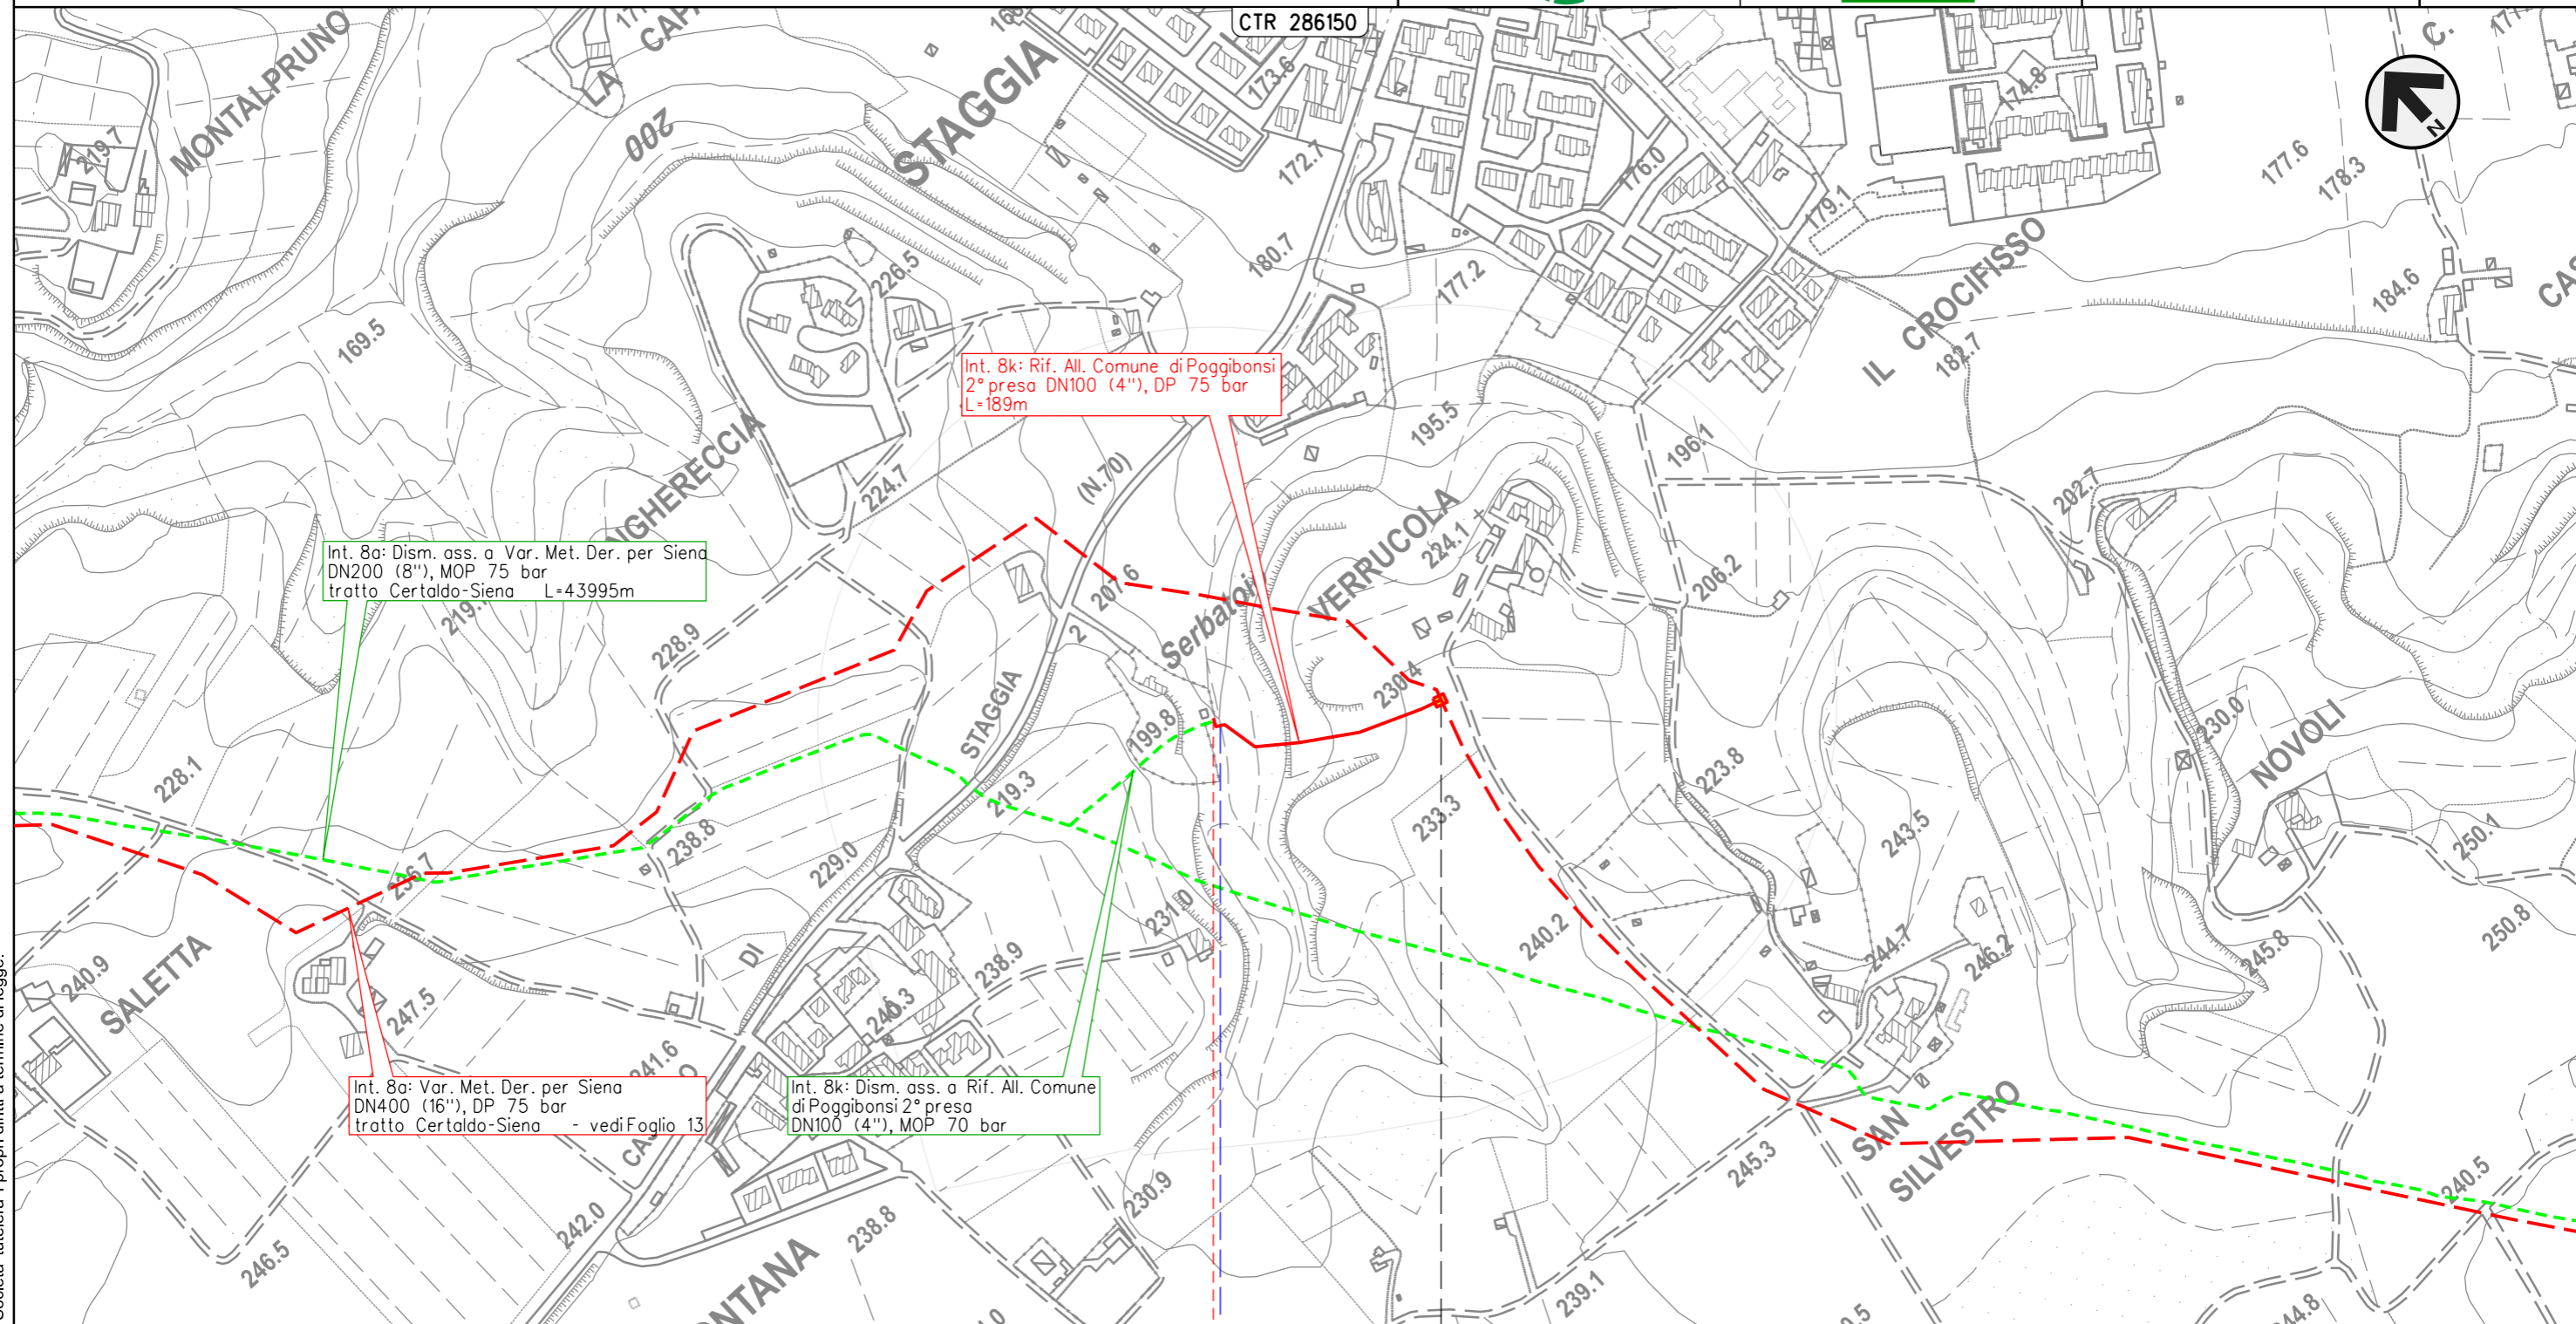 CTR 286150
MONTALPRUNO
LA
200
STAGGIA
219.7
173.6
172.7
174.8
176.0
179.1
177.6
178.3
C.
N
180.7
177.2
226.5
184.6
IL CROCIFISSO
182.7
169.5
Int. 8k: Rif. All. Comune di Poggibonsi
2° presa DN100 (4"), DP 75 bar
L=189m
195.5
196.1
224.7
(N.70)
202.7
NGHERECCIA
Int. 8a: Dism. ass. a Var. Met. Der. per Siena
DN200 (8"), MOP 75 bar
tratto Certaldo-Siena L=43995m
VERRUCOLA
224.1
207.6
206.2
Serbatoi
228.9
2
STAGGIA
230.4
199.8
230.0
NOVOLI
228.1
219.3
223.8
233.3
243.5
250.1
238.8
229.0
236.7
231.0
240.2
244.7
246.2
245.8
250.8
240.9
SALETTA
247.5
DI
238.9
240.3
241.6
Int. 8a: Var. Met. Der. per Siena
DN400 (16"), DP 75 bar
tratto Certaldo-Siena - vedi Foglio 13
Int. 8k: Dism. ass. a Rif. All. Comune
di Poggibonsi 2° presa
DN100 (4"), MOP 70 bar
SAN
SILVESTRO
245.3
240.5
230.9
242.0
238.8
246.5
239.1
NTANA